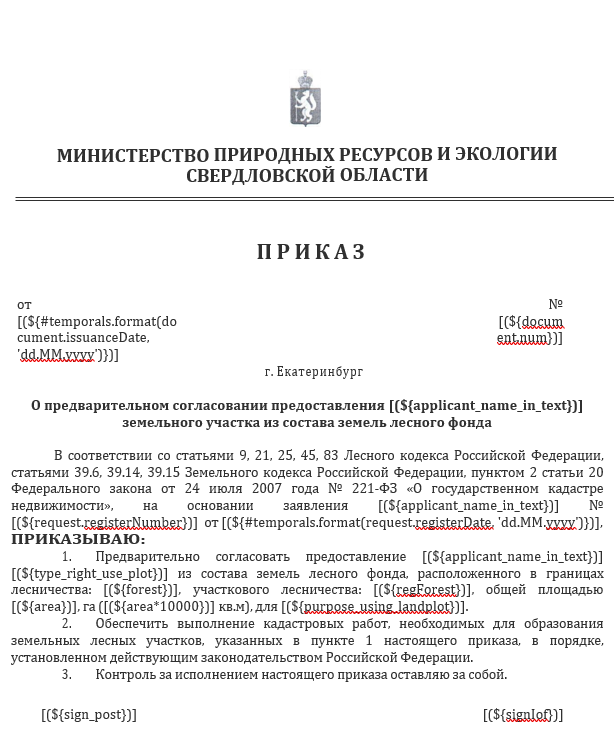 МИНИСТЕРСТВО ПРИРОДНЫХ РЕСУРСОВ И ЭКОЛОГИИ
СВЕРДЛОВСКОЙ ОБЛАСТИ
ПРИКАЗ
от
[(${#temporals.format(do
cument.issuanceDate,
'dd.MM.yyyy')})]
№
[(${docum
ent.num})]
г. Екатеринбург
О предварительном согласовании предоставления [(${applicant_name_in_text})]
земельного участка из состава земель лесного фонда
В соответствии со статьями 9, 21, 25, 45, 83 Лесного кодекса Российской Федерации,
статьями 39.6, 39.14, 39.15 Земельного кодекса Российской Федерации, пунктом 2 статьи 20
Федерального закона от 24 июля 2007 года № 221-ФЗ «О государственном кадастре
недвижимости», на основании заявления [(${applicant_name_in_text})] №
[(${request.registerNumber})] от [(${#temporals.format(request.registerDate, 'dd.MM.yyyy')})],
ПРИКАЗЫВАЮ:
1. Предварительно согласовать предоставление [(${applicant_name_in_text})]
[(${type_right_use_plot})] из состава земель лесного фонда, расположенного в границах
лесничества: [(${forest})], участкового лесничества: [(${regForest})], общей площадью
[(${area})], га ([(${area*10000})] кв.м), для [(${purpose_using_landplot})].
2. Обеспечить выполнение кадастровых работ, необходимых для образования
земельных лесных участков, указанных в пункте 1 настоящего приказа, в порядке,
установленном действующим законодательством Российской Федерации.
3. Контроль за исполнением настоящего приказа оставляю за собой.
[(${sign_post})] [(${signIof})]